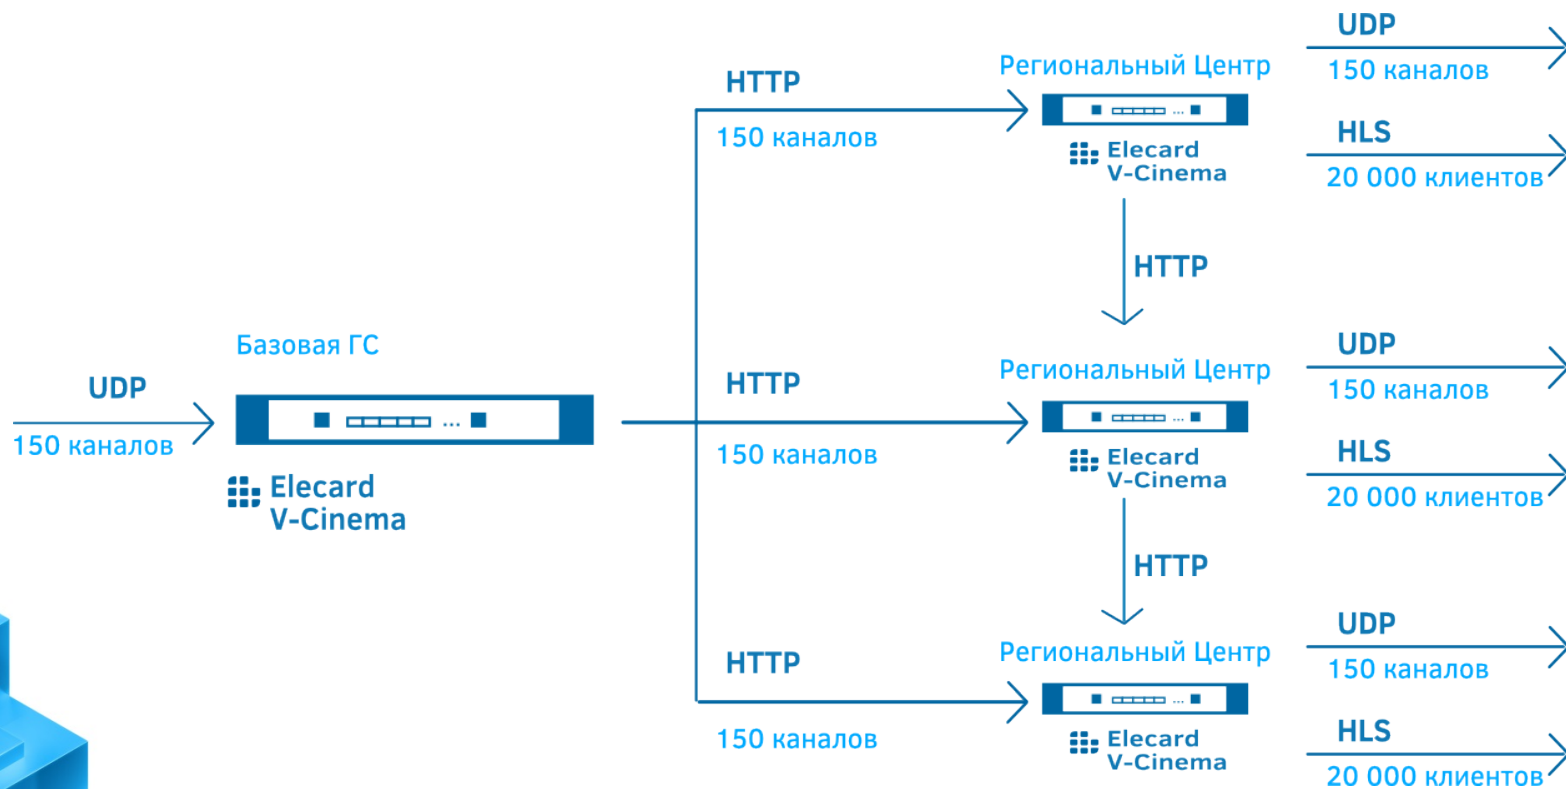 UDP
150 каналов
Базовая ГС
Elecard
V-Cinema
HTTP
150 каналов
Региональный Центр
Elecard
V-Cinema
UDP
150 каналов
HLS
20 000 клиентов
HTTP
HTTP
150 каналов
Региональный Центр
Elecard
V-Cinema
UDP
150 каналов
HLS
20 000 клиентов
HTTP
HTTP
150 каналов
Региональный Центр
Elecard
V-Cinema
UDP
150 каналов
HLS
20 000 клиентов